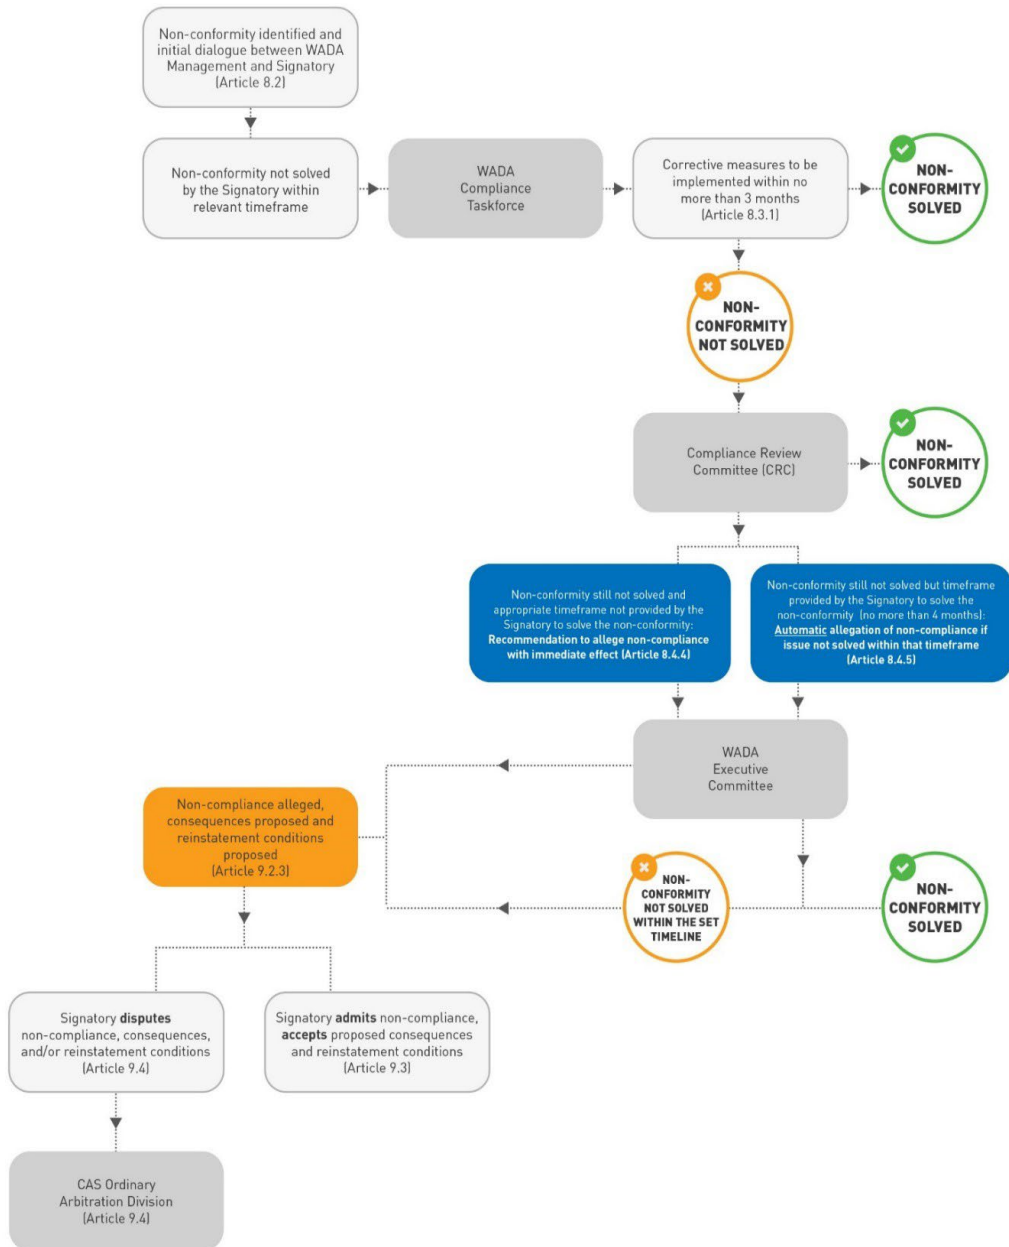 Non-conformity identified and
initial dialogue between WADA
Management and Signatory
(Article 8.2)
Non-conformity not solved
by the Signatory within
relevant timeframe
WADA
Compliance
Taskforce
Corrective measures to be
implemented within no
more than 3 months
(Article 8.3.1)
NON-
CONFORMITY
SOLVED
NON-
CONFORMITY
NOT SOLVED
Compliance Review
Committee (CRC)
NON-
CONFORMITY
SOLVED
Non-conformity still not solved and
appropriate timeframe not provided by the
Signatory to solve the non-conformity:
Recommendation to allege non-compliance
with immediate effect (Article 8.4.4)
Non-conformity still not solved but timeframe
provided by the Signatory to solve the
non-conformity (no more than 4 months):
Automatic allegation of non-compliance if
issue not solved within that timeframe
(Article 8.4.5)
WADA
Executive
Committee
Non-compliance alleged,
consequences proposed and
reinstatement conditions
proposed
(Article 9.2.3)
NON-
CONFORMITY
NOT SOLVED
WITHIN THE SET
TIMELINE
NON-
CONFORMITY
SOLVED
Signatory disputes
non-compliance, consequences,
and/or reinstatement conditions
(Article 9.4)
Signatory admits non-compliance,
accepts proposed consequences
and reinstatement conditions
(Article 9.3)
CAS Ordinary
Arbitration Division
(Article 9.4)